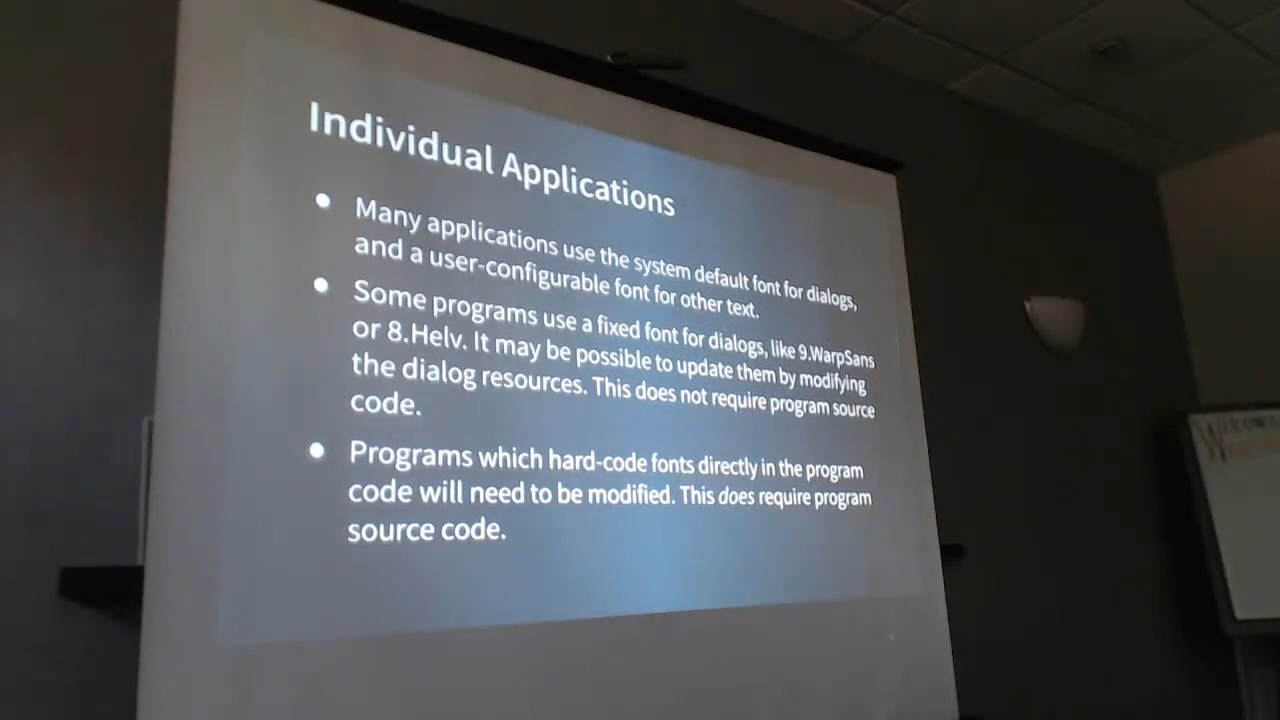 Individual Applications
• Many applications use the system default font for dialogs,
and a user-configurable font for other text.
• Some programs use a fixed font for dialogs, like 9.WarpSans
or 8.Helv. It may be possible to update them by modifying
the dialog resources. This does not require program source
code.
• Programs which hard-code fonts directly in the program
code will need to be modified. This does require program
source code.